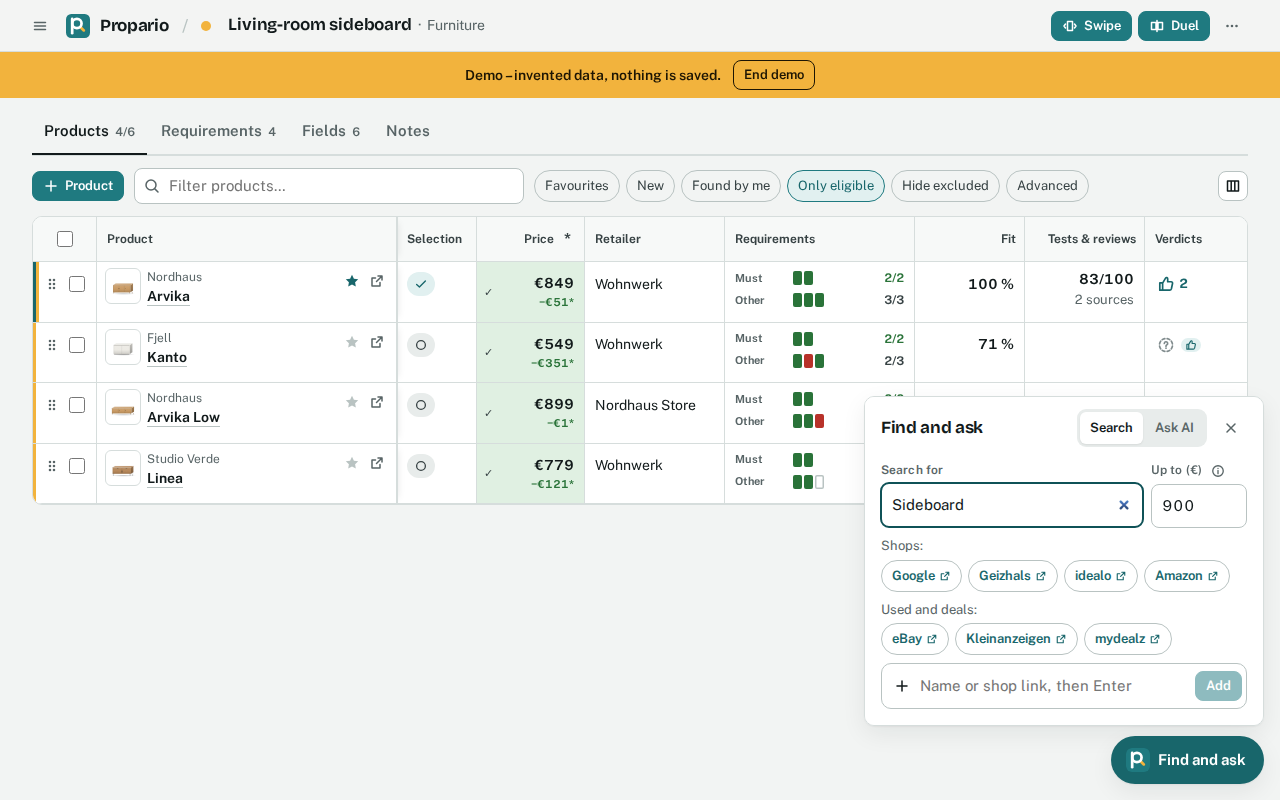 Propario / Living-room sideboard · Furniture
Swipe
Duel
Demo – invented data, nothing is saved.
End demo
Products 4/6
Requirements 4
Fields 6
Notes
+ Product
Filter products...
Favourites
New
Found by me
Only eligible
Hide excluded
Advanced
Product
Selection
Price *
Retailer
Requirements
Fit
Tests & reviews
Verdicts
Nordhaus
Arvika
✓ €849
−€51*
Wohnwerk
Must 2/2
Other 3/3
100 %
83/100
2 sources
2
Fjell
Kanto
✓ €549
−€351*
Wohnwerk
Must 2/2
Other 2/3
71 %
Nordhaus
Arvika Low
✓ €899
−€1*
Nordhaus Store
Must
Other
Studio Verde
Linea
✓ €779
−€121*
Wohnwerk
Must
Other
Find and ask
Search
Ask AI
Search for
Up to (€)
Sideboard
900
Shops:
Google
Geizhals
idealo
Amazon
Used and deals:
eBay
Kleinanzeigen
mydealz
Name or shop link, then Enter
Add
Find and ask